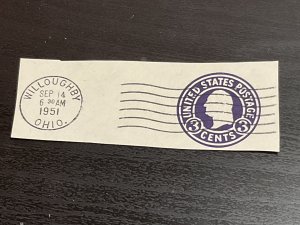 WILLOUGHBY
SEP 14
6 30 AM
1951
OHIO.
UNITED STATES POSTAGE
3 CENTS 3